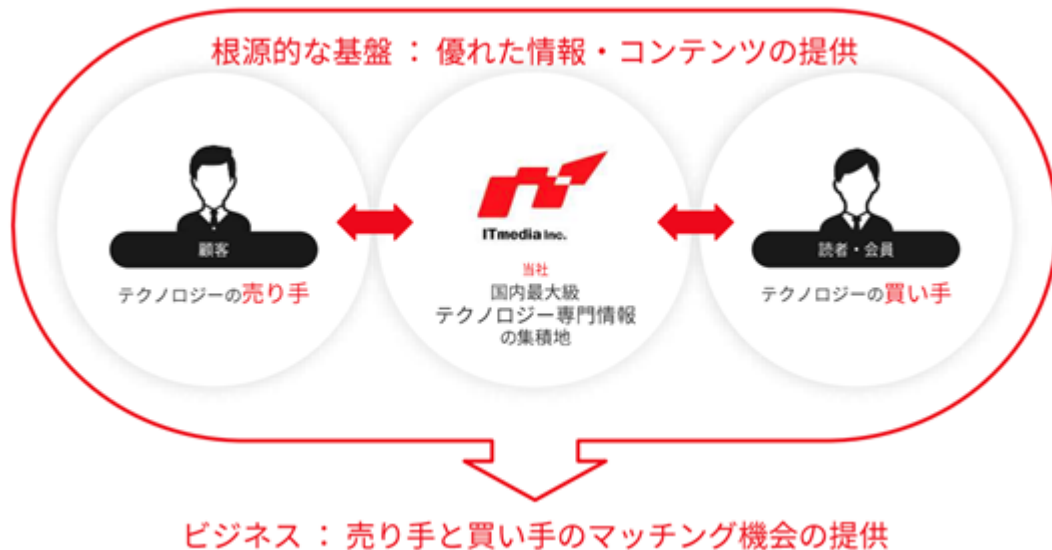 根源的な基盤 ： 優れた情報・コンテンツの提供
顧客
テクノロジーの売り手
ITmedia Inc.
当社
国内最大級
テクノロジー専門情報
の集積地
読者・会員
テクノロジーの買い手
ビジネス ： 売り手と買い手のマッチング機会の提供